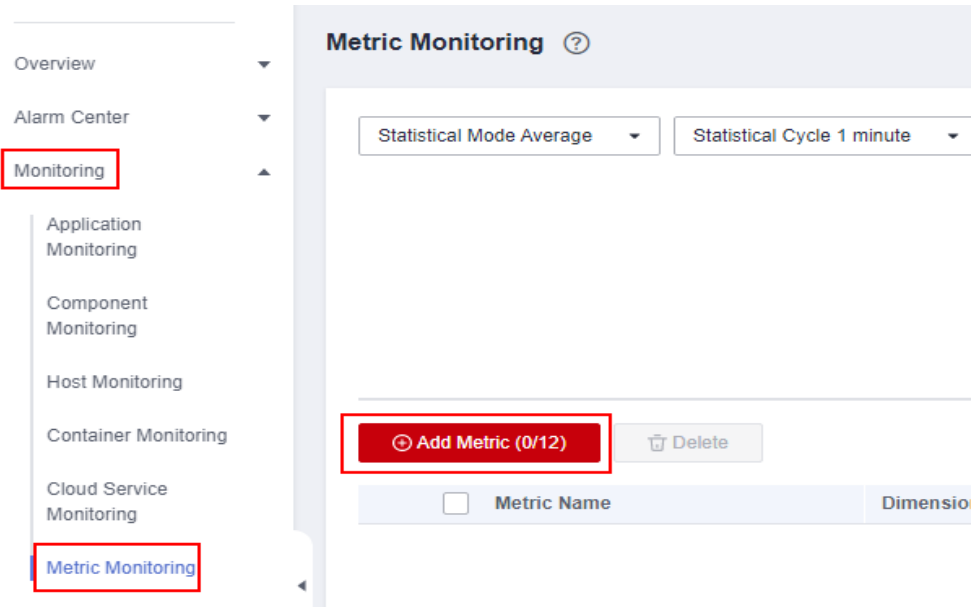 Overview
Alarm Center
Monitoring
Application
Monitoring
Component
Monitoring
Host Monitoring
Container Monitoring
Cloud Service
Monitoring
Metric Monitoring
Metric Monitoring ?
Statistical Mode Average
Statistical Cycle 1 minute
Add Metric (0/12)
Delete
Metric Name
Dimension